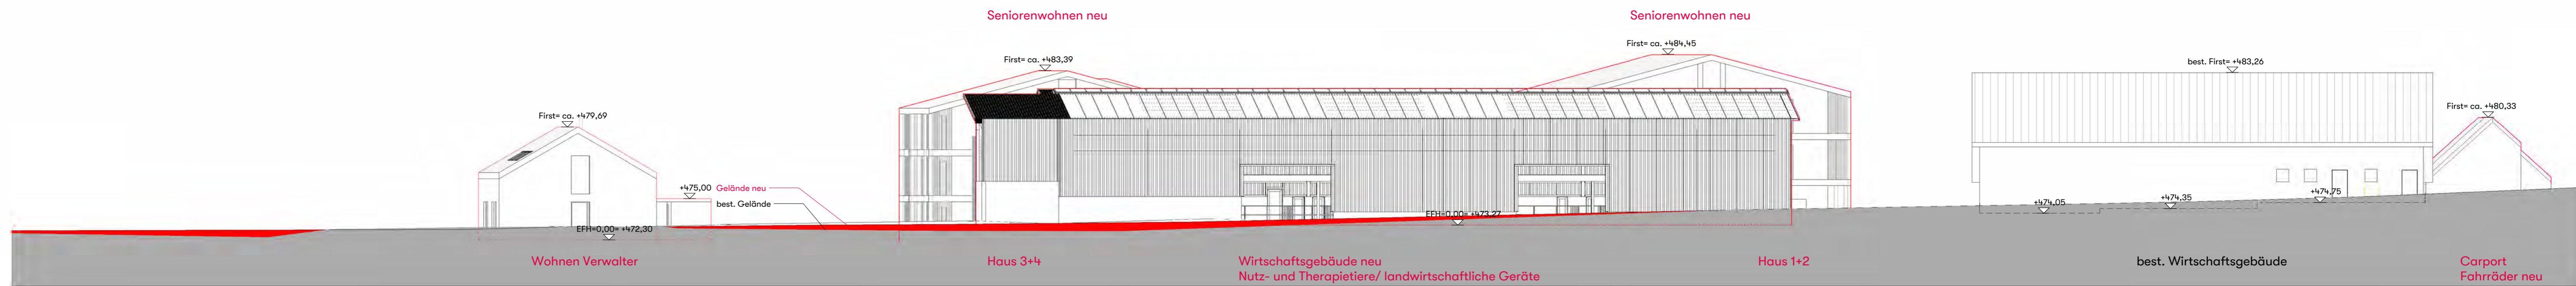 Seniorenwohnen neu
Seniorenwohnen neu
First= ca. +484,45
First= ca. +483,39
best. First= +483,26
First= ca. +480,33
First= ca. +479,69
+475,00
Gelände neu
best. Gelände
+474,75
+474,35
+474,05
EFH=0,00= +473,27
EFH=0,00= +472,30
Wohnen Verwalter
Haus 3+4
Wirtschaftsgebäude neu
Nutz- und Therapietiere/ landwirtschaftliche Geräte
Haus 1+2
best. Wirtschaftsgebäude
Carport
Fahrräder neu